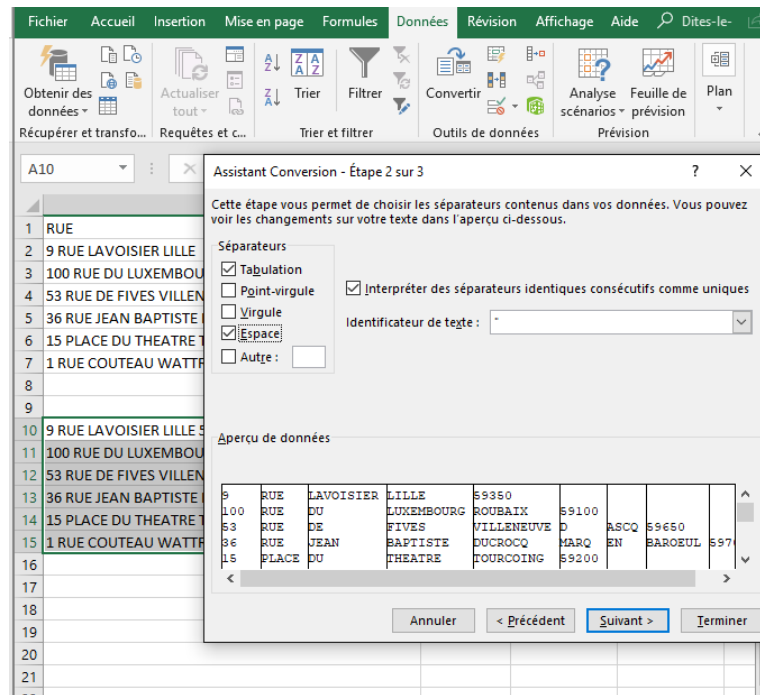 Fichier Accueil Insertion Mise en page Formules Données Révision Affichage Aide Dites-le-
Obtenir des données Actualiser tout Trier Filtrer Convertir Analyse scénarios Feuille de prévision Plan
Récupérer et transfo... Requêtes et c... Trier et filtrer Outils de données Prévision
A10
Assistant Conversion - Étape 2 sur 3 ? ×
Cette étape vous permet de choisir les séparateurs contenus dans vos données. Vous pouvez
voir les changements sur votre texte dans l'aperçu ci-dessous.
Séparateurs
Tabulation
Point-virgule
Virgule
Espace
Autre :
Interpréter des séparateurs identiques consécutifs comme uniques
Identificateur de texte : "
Aperçu de données
9 RUE LAVOISIER LILLE 59350
100 RUE DU LUXEMBOURG ROUBAIX 59100
53 RUE DE FIVES VILLENEUVE D ASCQ 59650
36 RUE JEAN BAPTISTE DUCROCQ MARQ EN BAROEUL
15 PLACE DU THEATRE TOURCOING 59200
Annuler < Précédent Suivant > Terminer
1 RUE
2 9 RUE LAVOISIER LILLE
3 100 RUE DU LUXEMBOU
4 53 RUE DE FIVES VILLEN
5 36 RUE JEAN BAPTISTE
6 15 PLACE DU THEATRE T
7 1 RUE COUTEAU WATTR
8
9
10 9 RUE LAVOISIER LILLE 5
11 100 RUE DU LUXEMBOU
12 53 RUE DE FIVES VILLEN
13 36 RUE JEAN BAPTISTE
14 15 PLACE DU THEATRE T
15 1 RUE COUTEAU WATTR
16
17
18
19
20
21